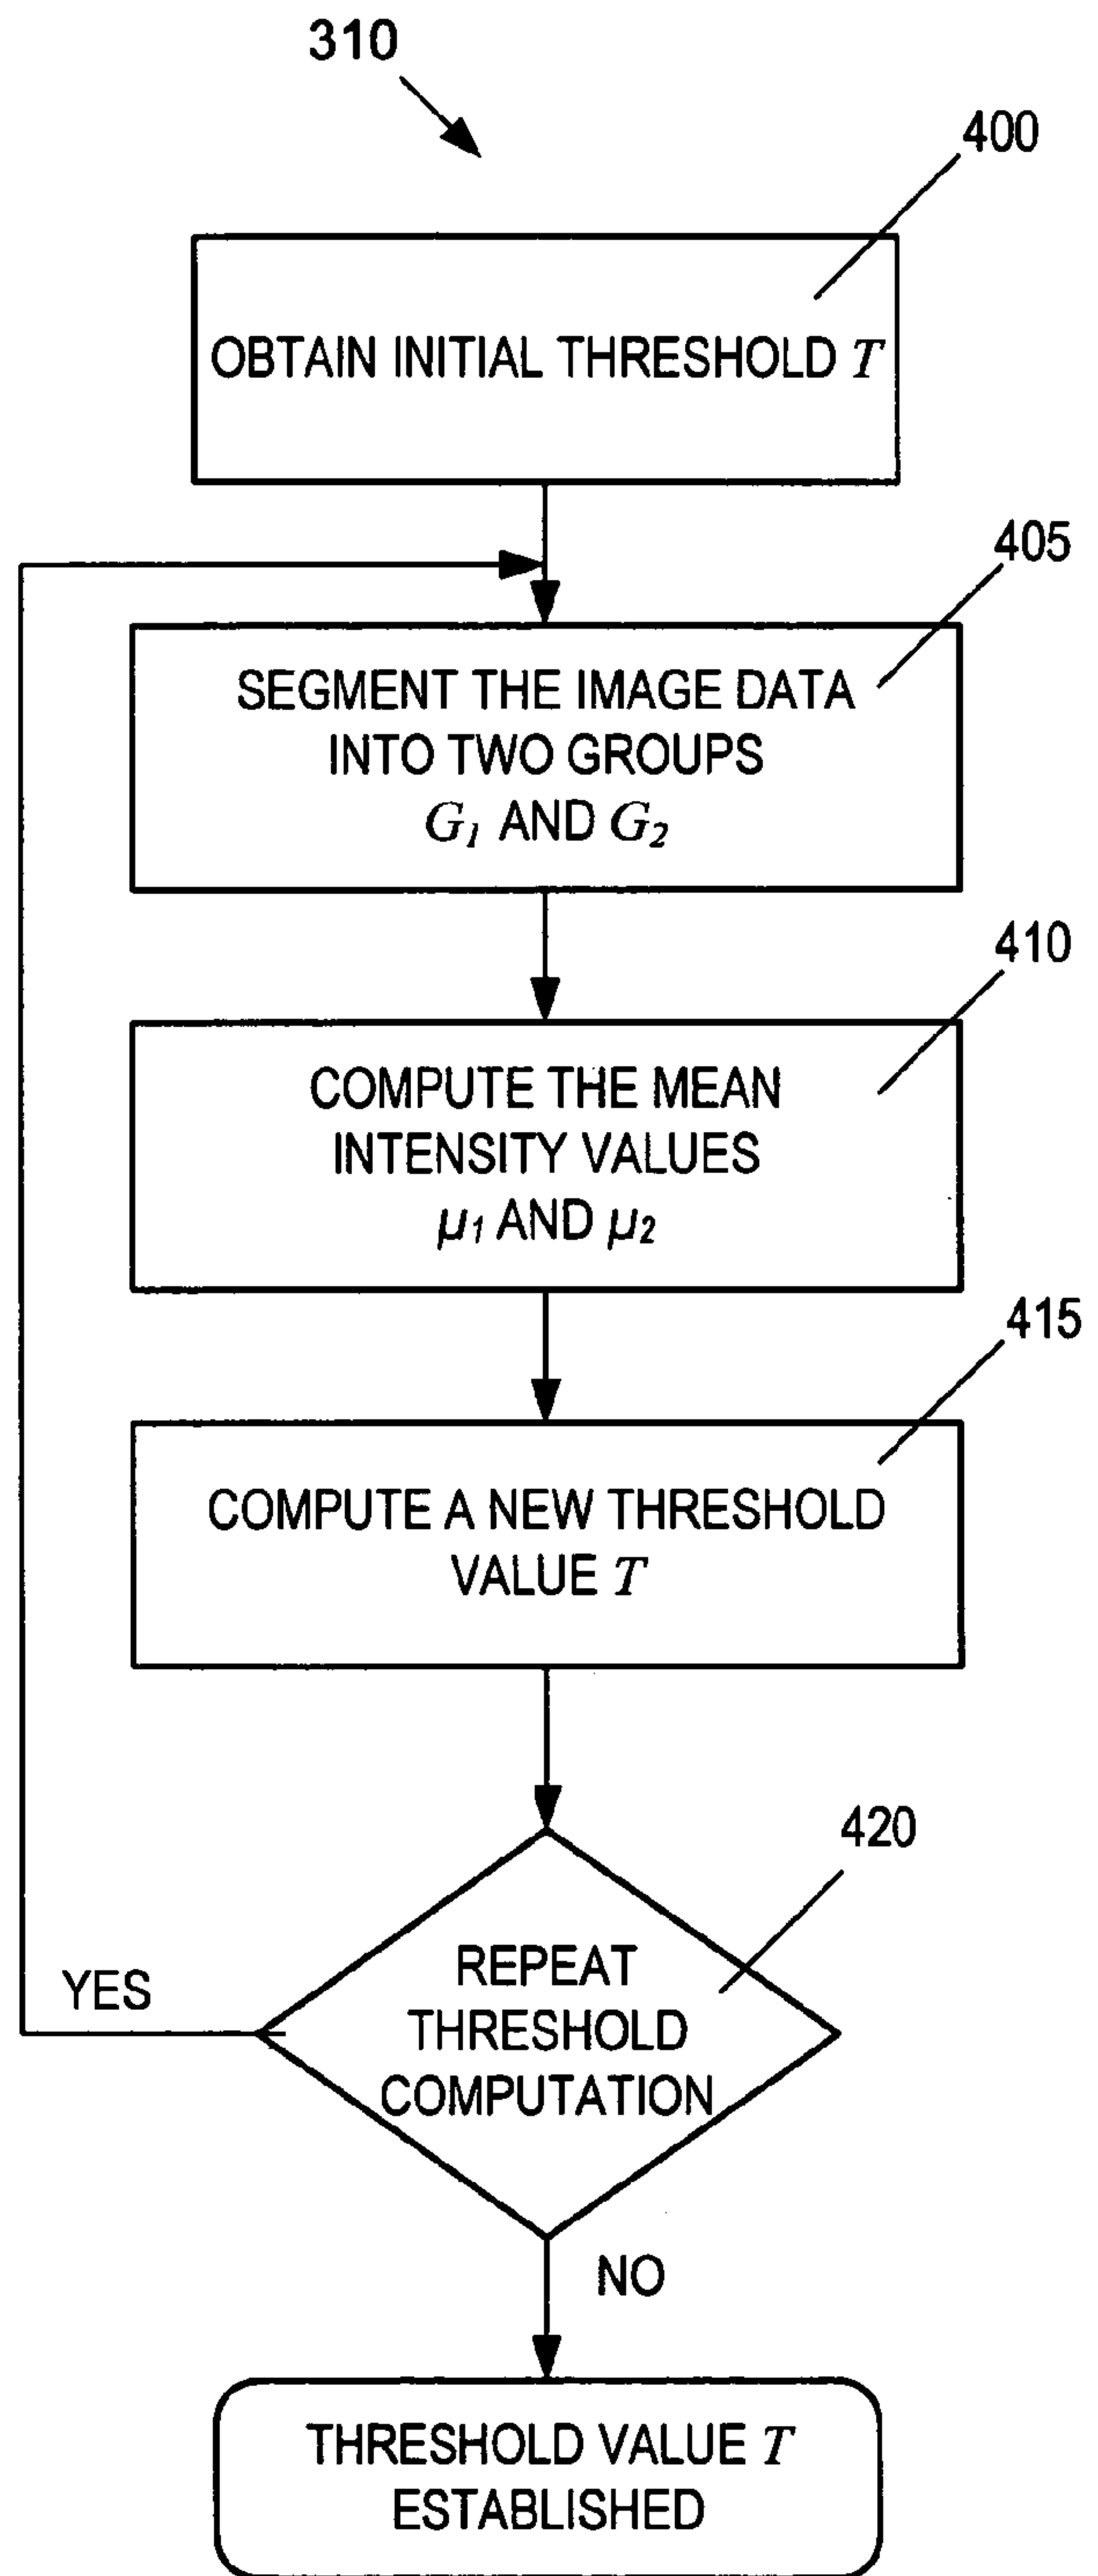 310
400
OBTAIN INITIAL THRESHOLD T
405
SEGMENT THE IMAGE DATA
INTO TWO GROUPS
G₁ AND G₂
410
COMPUTE THE MEAN
INTENSITY VALUES
μ₁ AND μ₂
415
COMPUTE A NEW THRESHOLD
VALUE T
420
REPEAT
THRESHOLD
COMPUTATION
YES
NO
THRESHOLD VALUE T
ESTABLISHED